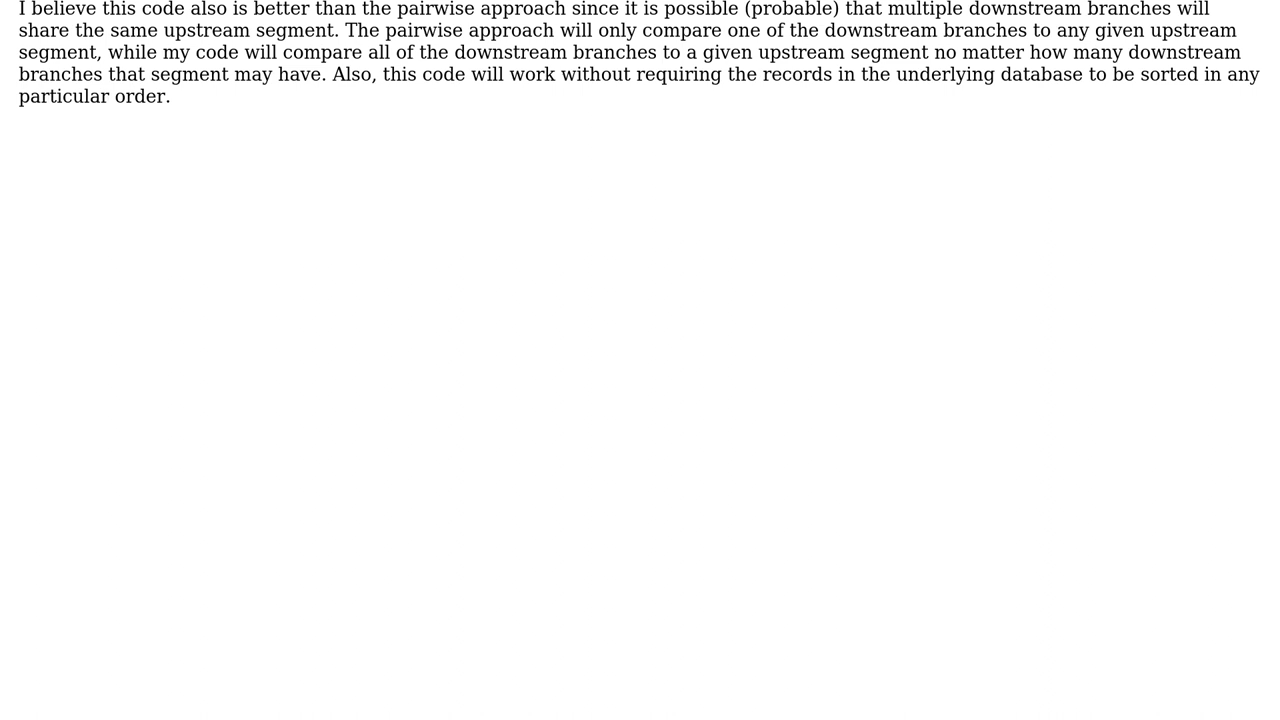 I believe this code also is better than the pairwise approach since it is possible (probable) that multiple downstream branches will
share the same upstream segment. The pairwise approach will only compare one of the downstream branches to any given upstream
segment, while my code will compare all of the downstream branches to a given upstream segment no matter how many downstream
branches that segment may have. Also, this code will work without requiring the records in the underlying database to be sorted in any
particular order.